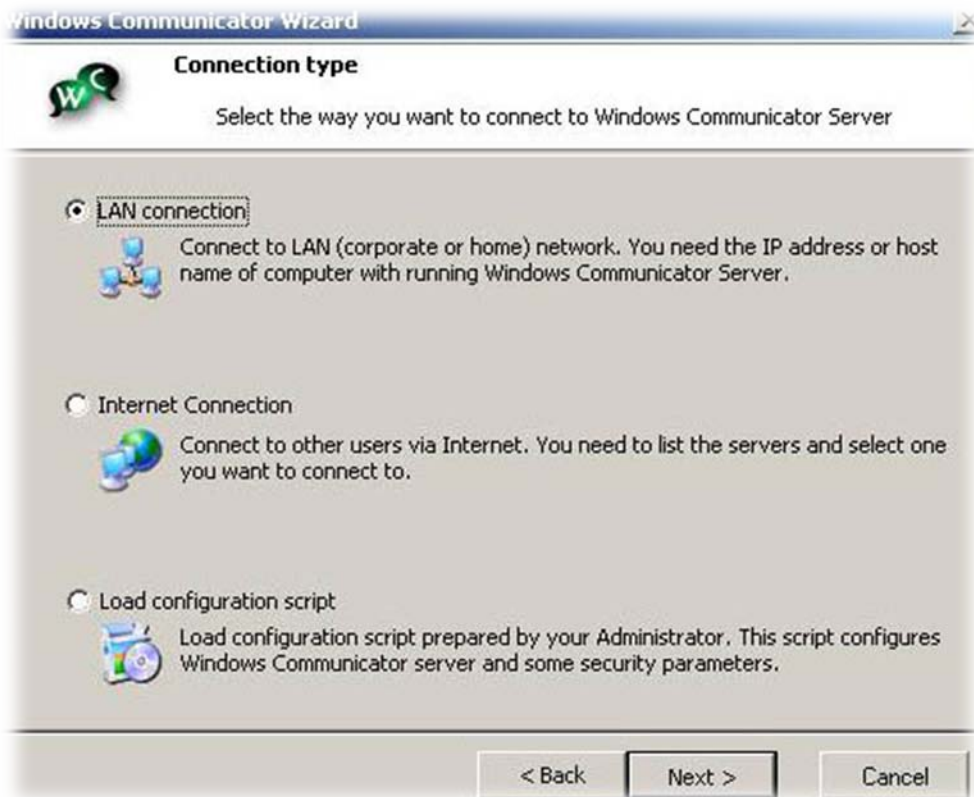 Windows Communicator Wizard
Connection type
Select the way you want to connect to Windows Communicator Server
W C
LAN connection
Connect to LAN (corporate or home) network. You need the IP address or host
name of computer with running Windows Communicator Server.
Internet Connection
Connect to other users via Internet. You need to list the servers and select one
you want to connect to.
Load configuration script
Load configuration script prepared by your Administrator. This script configures
Windows Communicator server and some security parameters.
< Back Next > Cancel